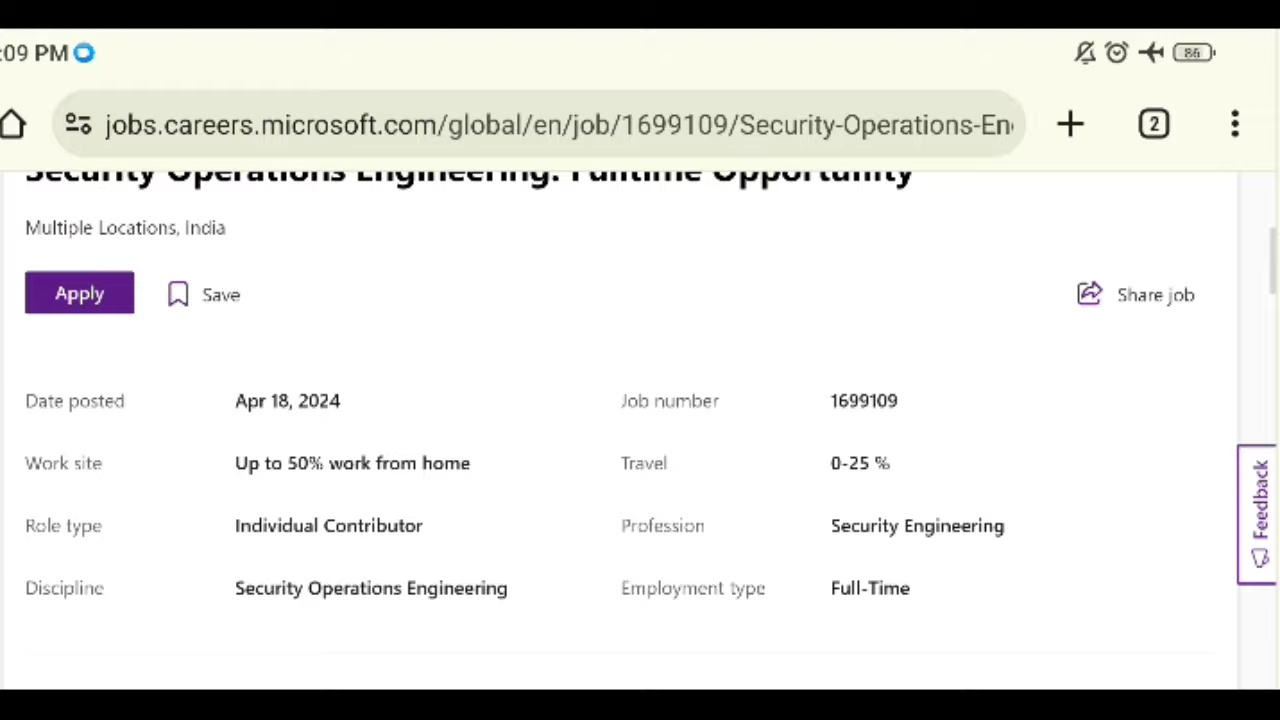 :09 PM
86
jobs.careers.microsoft.com/global/en/job/1699109/Security-Operations-En
2
Security Operations Engineering: Fulltime Opportunity
Multiple Locations, India
Apply
Save
Share job
Date posted
Apr 18, 2024
Job number
1699109
Work site
Up to 50% work from home
Travel
0-25 %
Role type
Individual Contributor
Profession
Security Engineering
Discipline
Security Operations Engineering
Employment type
Full-Time
Feedback